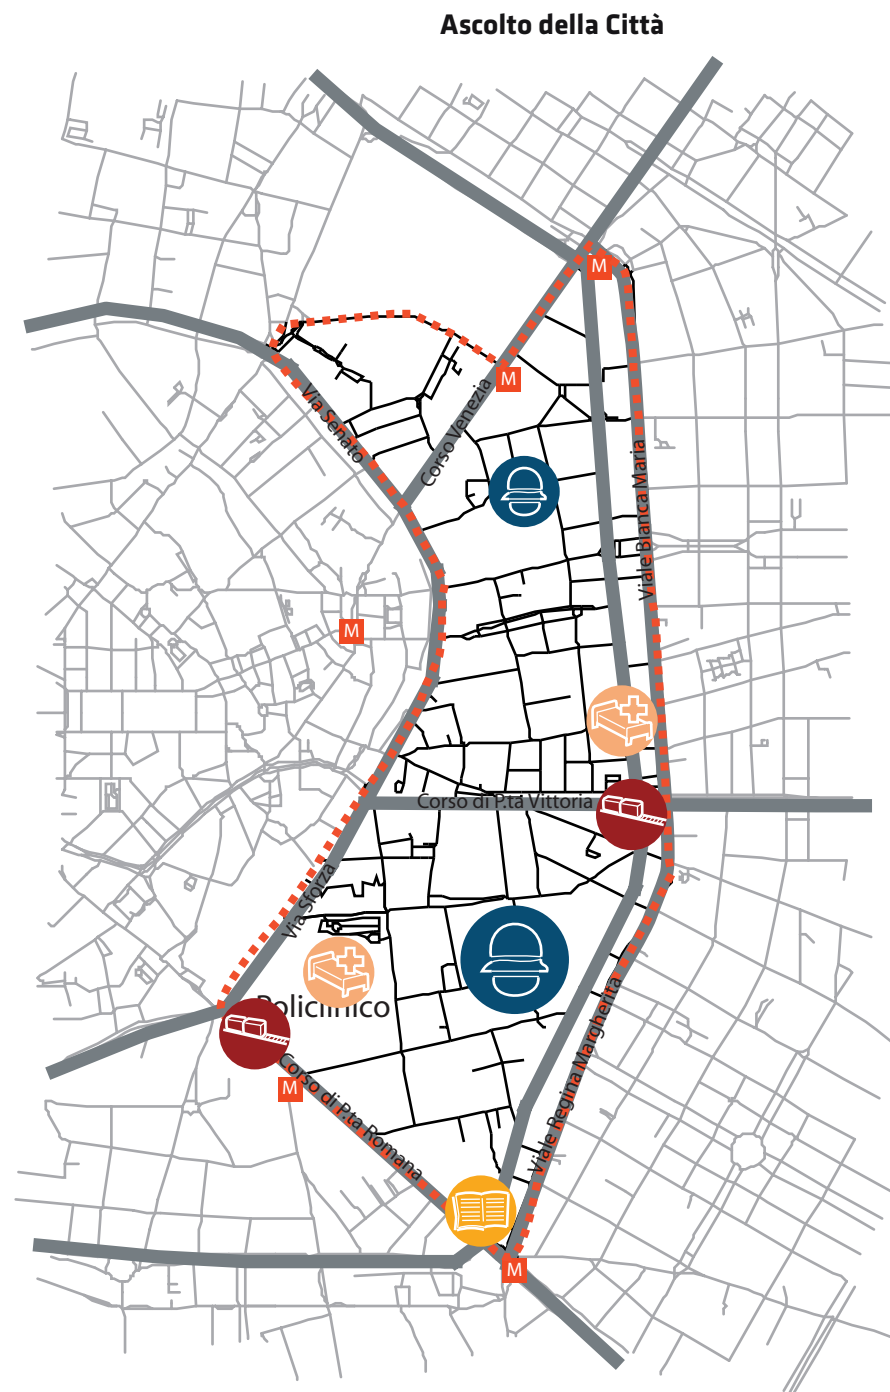 Ascolto della Città
M
M
Via Senato
Corso Venezia
Viale Bianca Maria
M
Corso di P.ta Vittoria
Via Sforza
Policlinico
Viale Regina Margherita
M
Corso di P.ta Romana
M